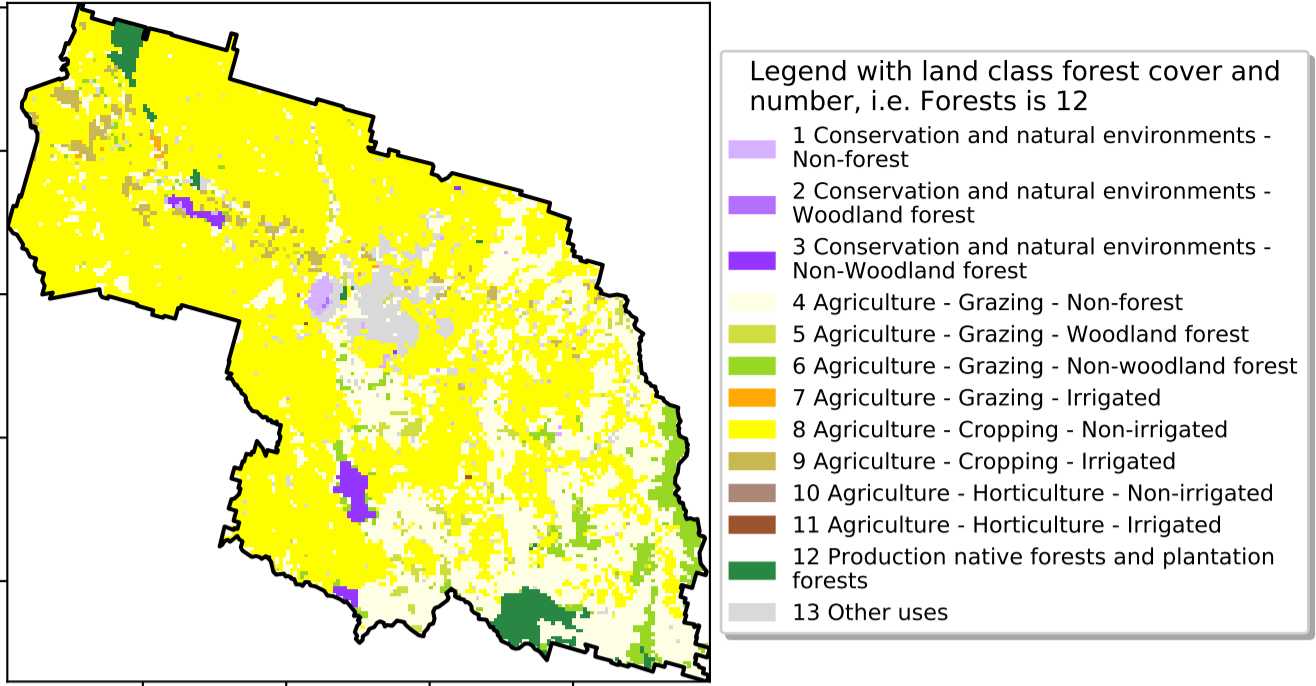 Legend with land class forest cover and
number, i.e. Forests is 12
1 Conservation and natural environments -
Non-forest
2 Conservation and natural environments -
Woodland forest
3 Conservation and natural environments -
Non-Woodland forest
4 Agriculture - Grazing - Non-forest
5 Agriculture - Grazing - Woodland forest
6 Agriculture - Grazing - Non-woodland forest
7 Agriculture - Grazing - Irrigated
8 Agriculture - Cropping - Non-irrigated
9 Agriculture - Cropping - Irrigated
10 Agriculture - Horticulture - Non-irrigated
11 Agriculture - Horticulture - Irrigated
12 Production native forests and plantation
forests
13 Other uses